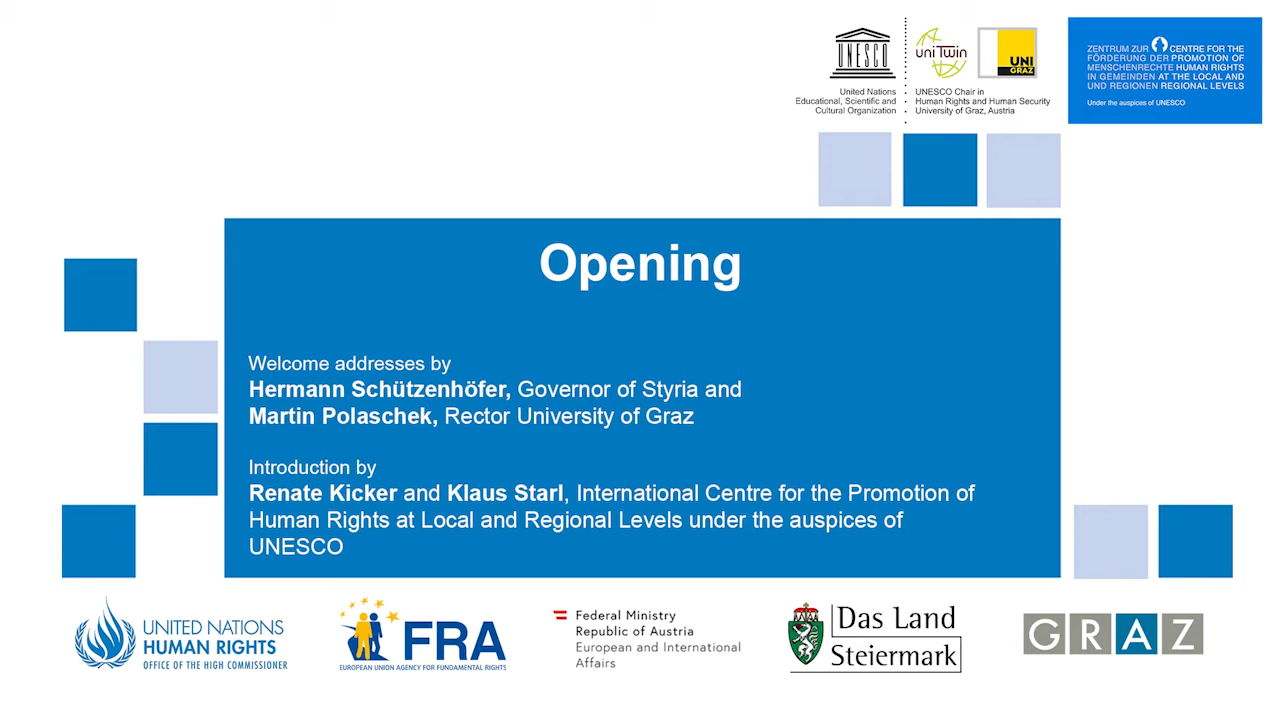 UNESCO
United Nations
Educational, Scientific and
Cultural Organization
uniTwin
UNI
GRAZ
UNESCO Chair in
Human Rights and Human Security
University of Graz, Austria
ZENTRUM ZUR CENTRE FOR THE
FÖRDERUNG DER PROMOTION OF
MENSCHENRECHTE HUMAN RIGHTS
IN GEMEINDEN AT THE LOCAL AND
UND REGIONEN REGIONAL LEVELS
Under the auspices of UNESCO
Opening
Welcome addresses by
Hermann Schützenhöfer, Governor of Styria and
Martin Polaschek, Rector University of Graz
Introduction by
Renate Kicker and Klaus Starl, International Centre for the Promotion of
Human Rights at Local and Regional Levels under the auspices of
UNESCO
UNITED NATIONS
HUMAN RIGHTS
OFFICE OF THE HIGH COMMISSIONER
FRA
EUROPEAN UNION AGENCY FOR FUNDAMENTAL RIGHTS
Federal Ministry
Republic of Austria
European and International
Affairs
Das Land
Steiermark
GRAZ